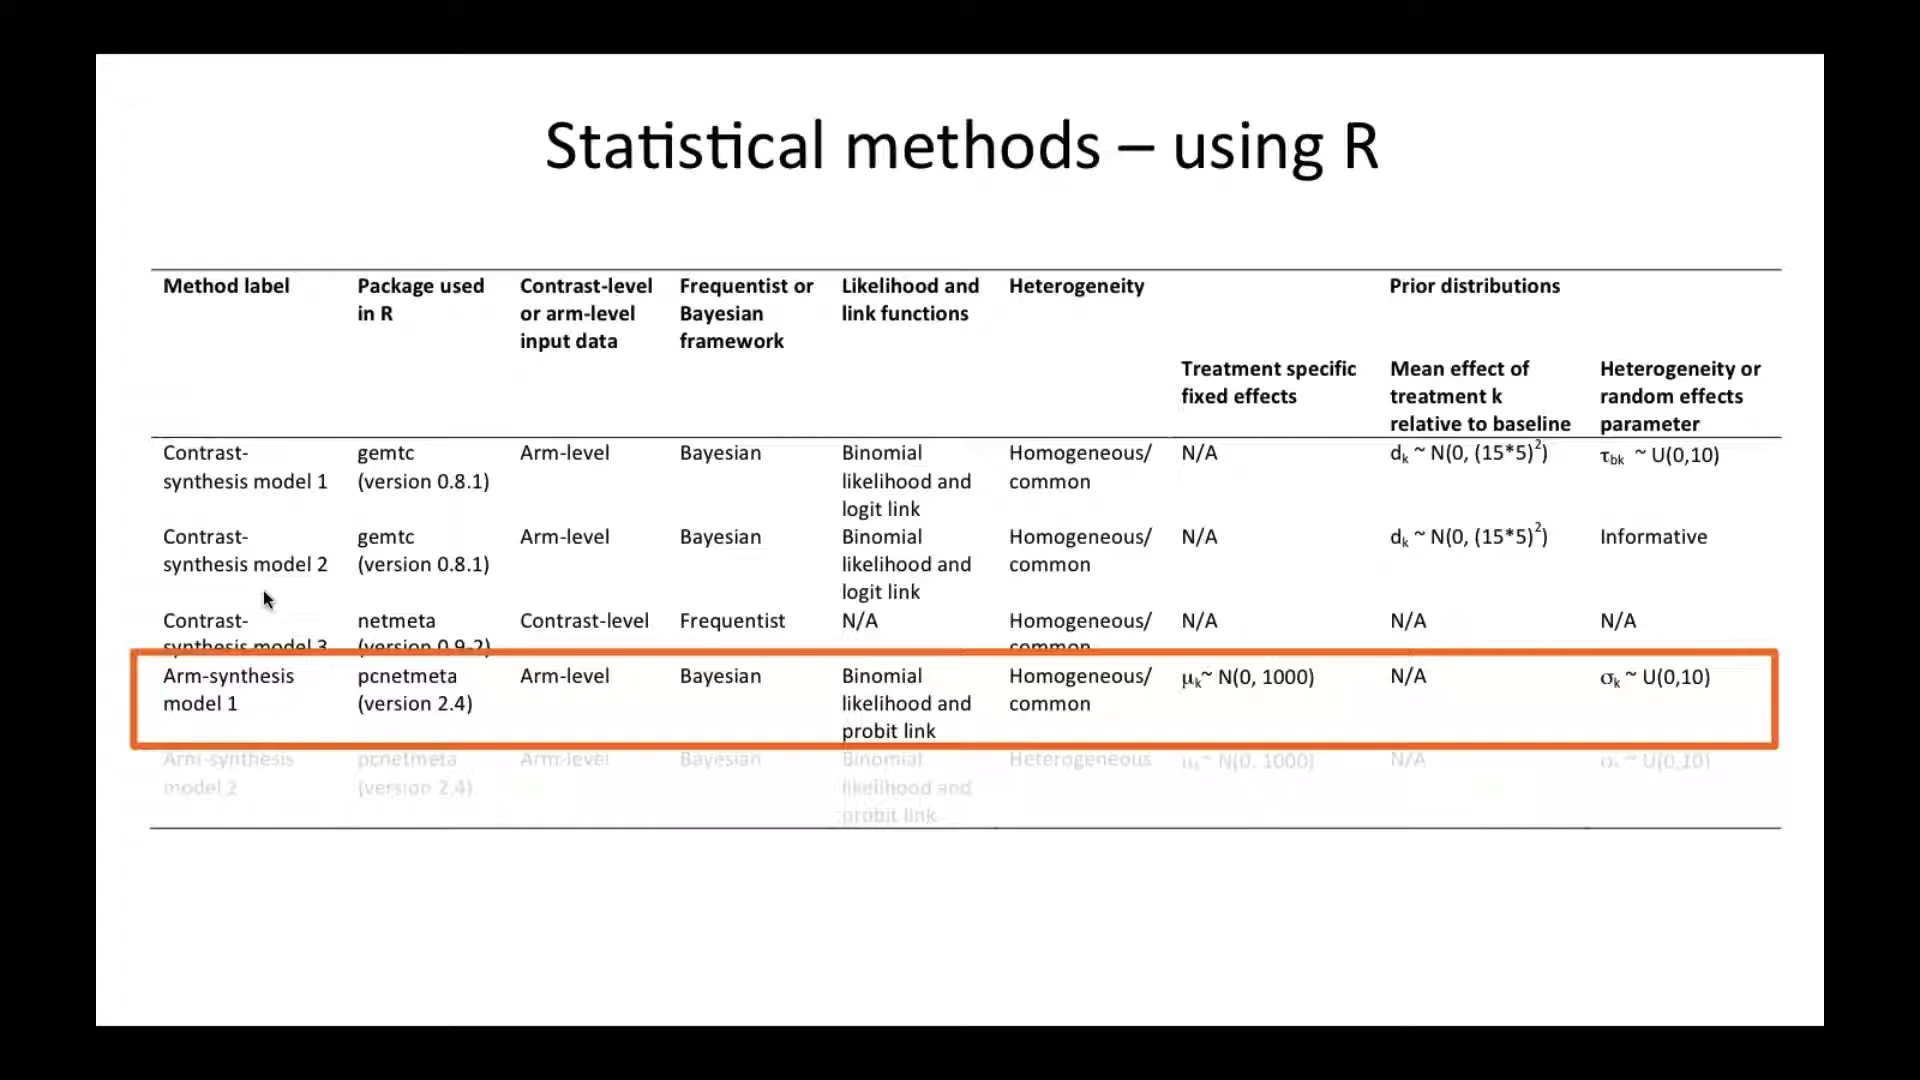 Statistical methods – using R
Method label
Package used
in R
Contrast-level
or arm-level
input data
Frequentist or
Bayesian
framework
Likelihood and
link functions
Heterogeneity
Prior distributions
Treatment specific
fixed effects
Mean effect of
treatment k
relative to baseline
Heterogeneity or
random effects
parameter
Contrast-
synthesis model 1
gemtc
(version 0.8.1)
Arm-level
Bayesian
Binomial
likelihood and
logit link
Homogeneous/
common
N/A
dₖ ~ N(0, (15*5)²)
τbk ~ U(0,10)
Contrast-
synthesis model 2
gemtc
(version 0.8.1)
Arm-level
Bayesian
Binomial
likelihood and
logit link
Homogeneous/
common
N/A
dₖ ~ N(0, (15*5)²)
Informative
Contrast-
synthesis model 3
netmeta
(version 0.9-2)
Contrast-level
Frequentist
N/A
Homogeneous/
common
N/A
N/A
N/A
Arm-synthesis
model 1
pcnetmeta
(version 2.4)
Arm-level
Bayesian
Binomial
likelihood and
probit link
Homogeneous/
common
μₖ~ N(0, 1000)
N/A
σₖ ~ U(0,10)
Arm-synthesis
model 2
pcnetmeta
(version 2.4)
Arm-level
Bayesian
Binomial
likelihood and
probit link
Heterogeneous
μₖ~ N(0, 1000)
N/A
σₖ ~ U(0,10)